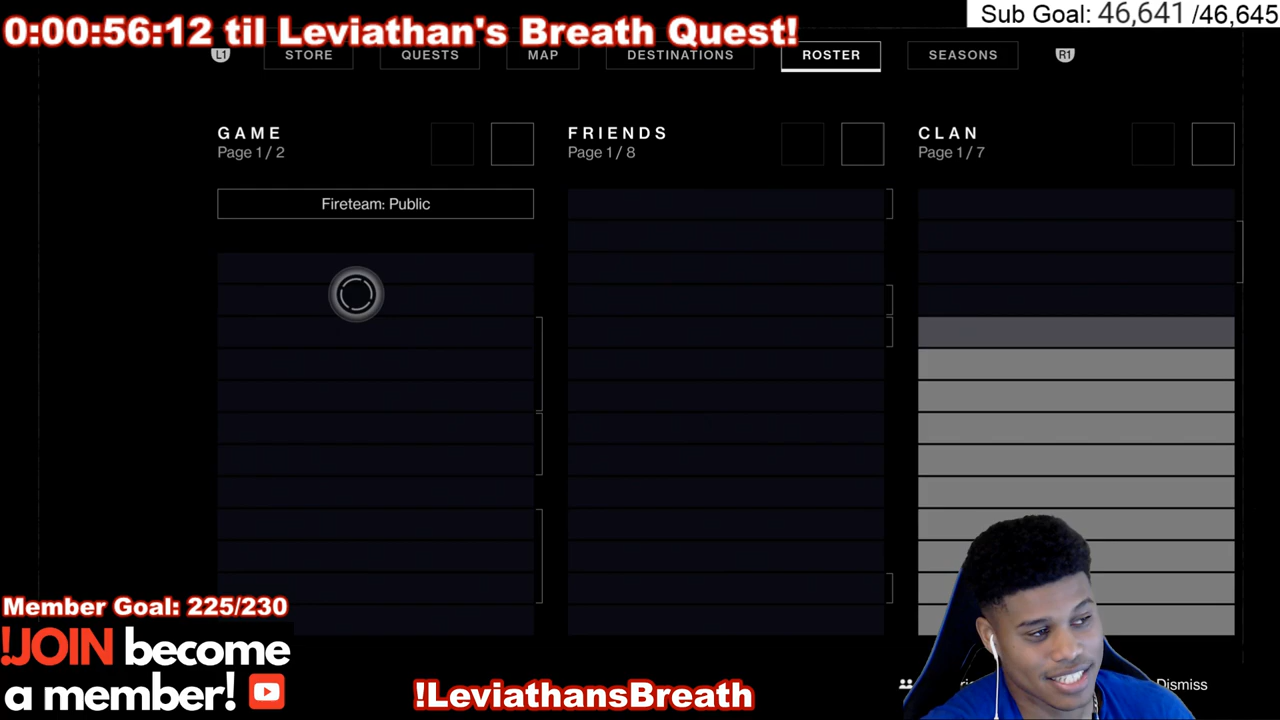 0:00:56:12 til Leviathan's Breath Quest!
Sub Goal: 46,641 /46,645
L1 STORE QUESTS MAP DESTINATIONS ROSTER SEASONS R1
GAME
Page 1 / 2
FRIENDS
Page 1 / 8
CLAN
Page 1 / 7
Fireteam: Public
Member Goal: 225/230
!JOIN become
a member!
!LeviathansBreath
Dismiss